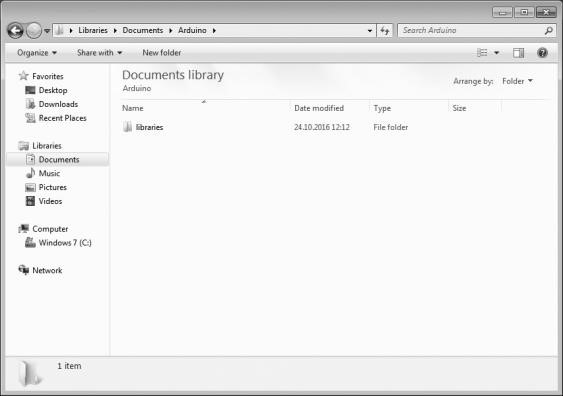 Libraries ▸ Documents ▸ Arduino ▸
Search Arduino
Organize ▾ Share with ▾ New folder
Favorites
Desktop
Downloads
Recent Places
Libraries
Documents
Music
Pictures
Videos
Computer
Windows 7 (C:)
Network
Documents library
Arduino
Arrange by: Folder ▾
Name Date modified Type Size
libraries 24.10.2016 12:12 File folder
1 item